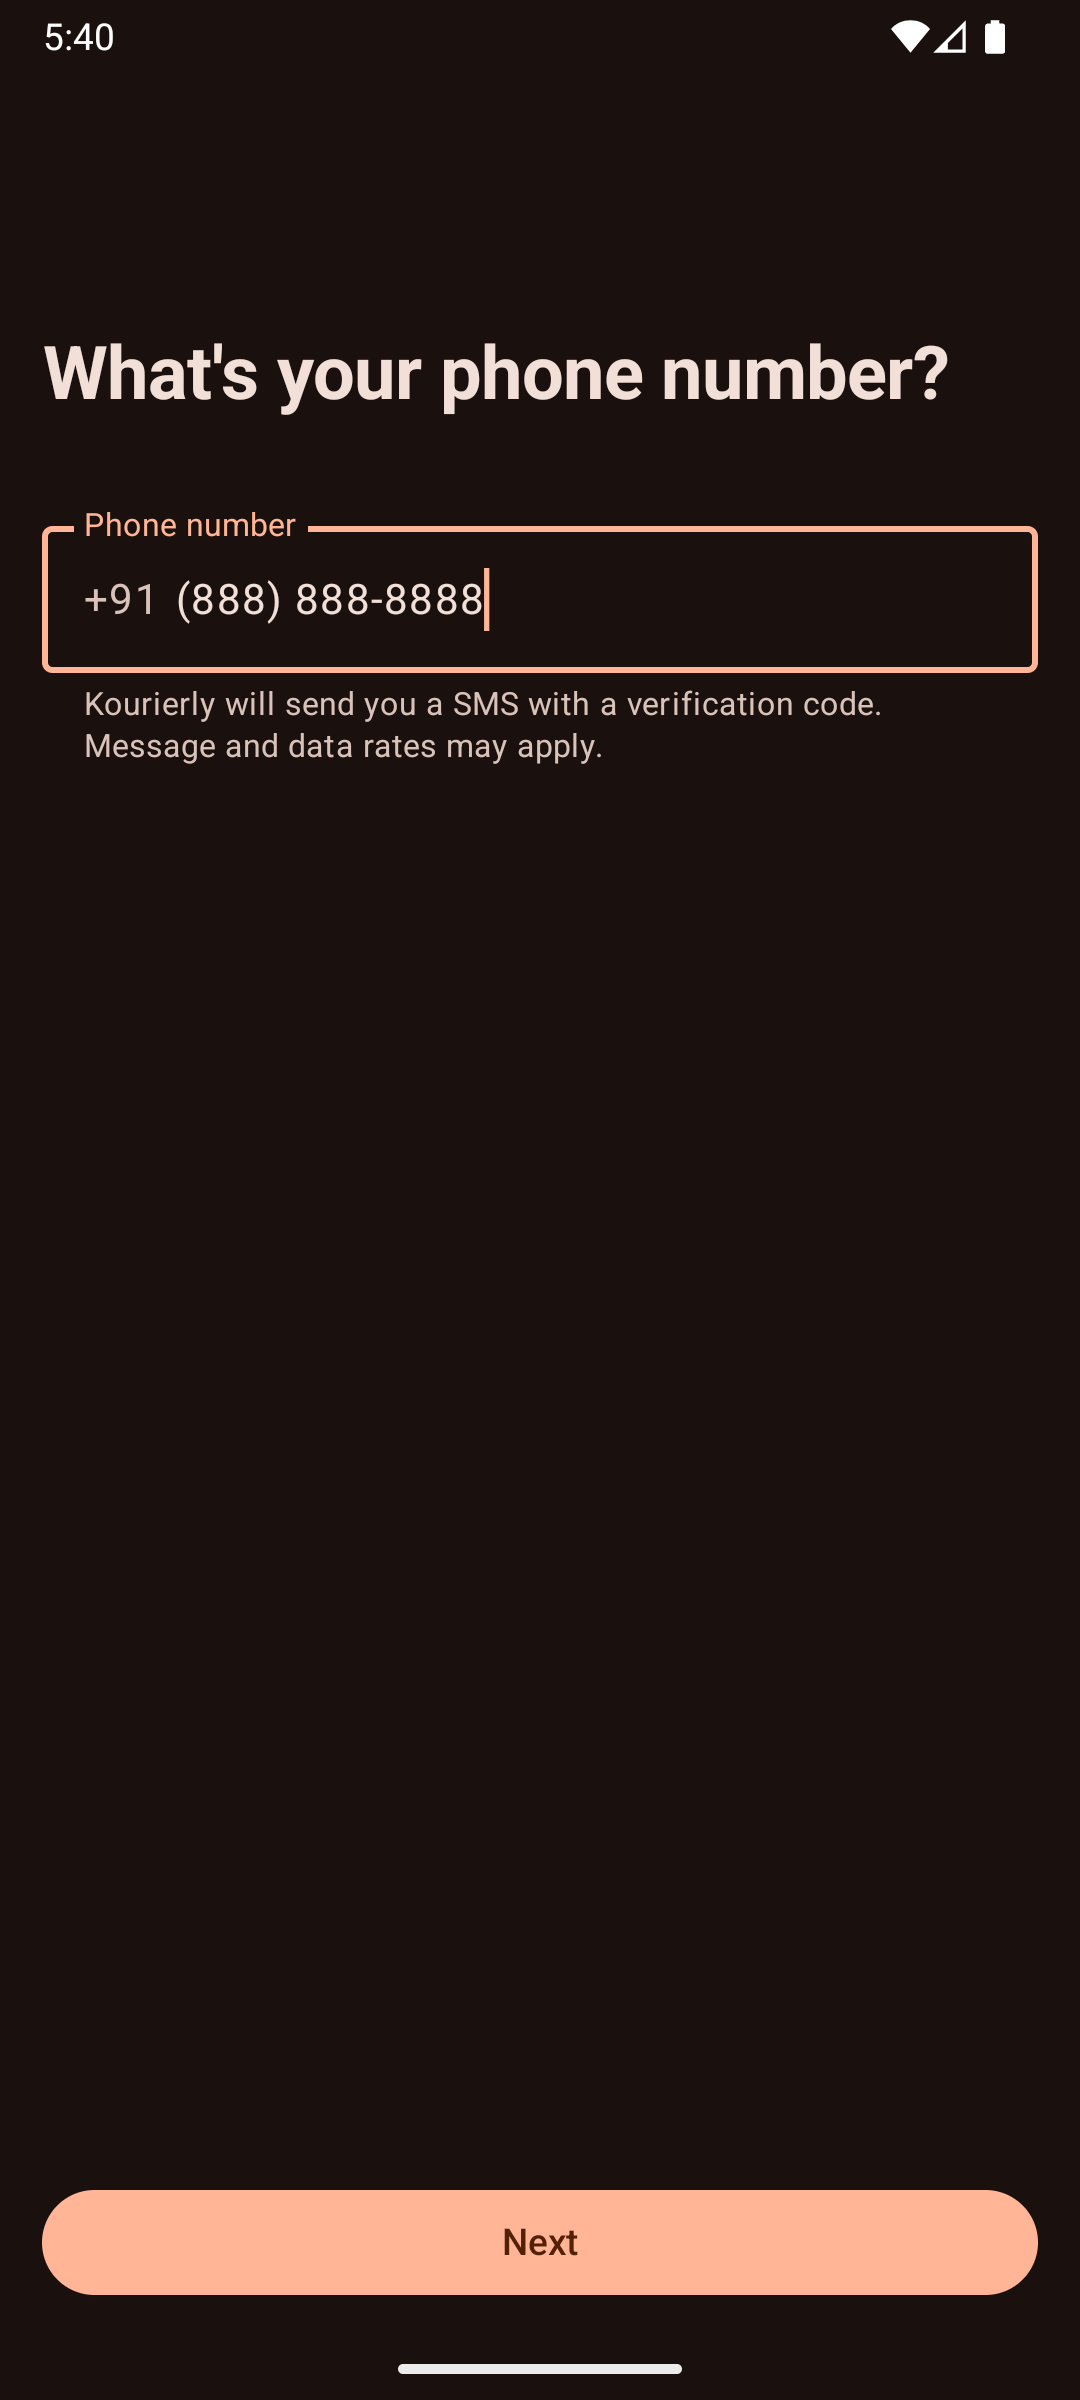 5:40
What's your phone number?
Phone number
+91 (888) 888-8888
Kourierly will send you a SMS with a verification code.
Message and data rates may apply.
Next